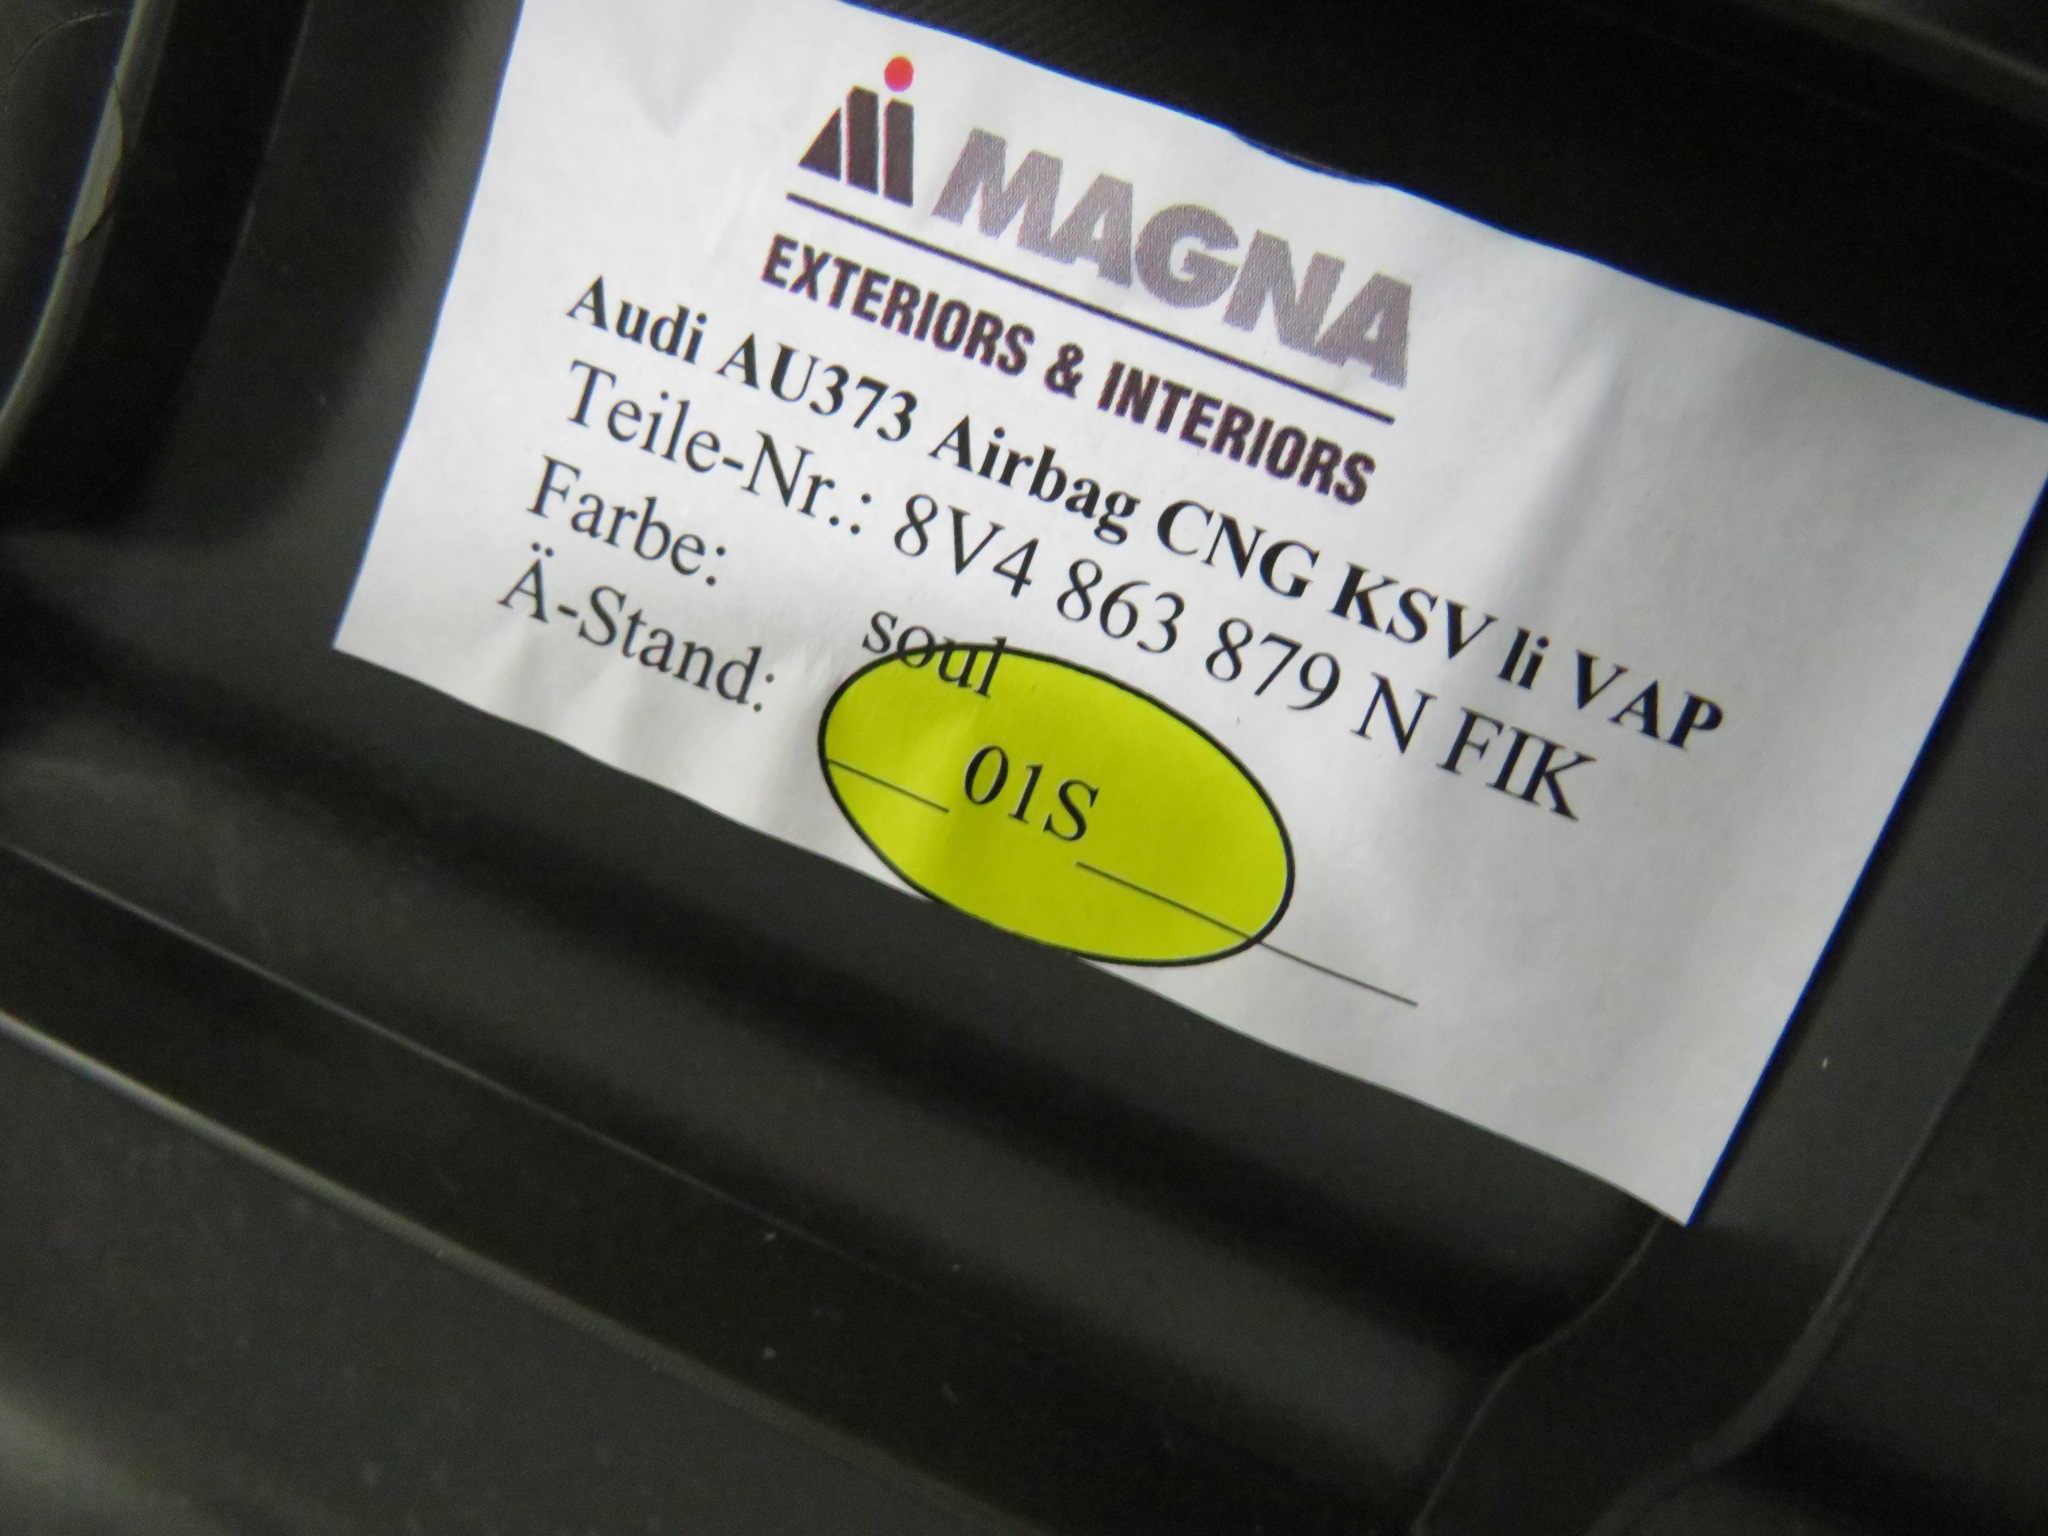 MAGNA
EXTERIORS & INTERIORS
Audi AU373 Airbag CNG KSV li VAP
Teile-Nr.: 8V4 863 879 N FIK
Farbe: soul
Ä-Stand: 01S